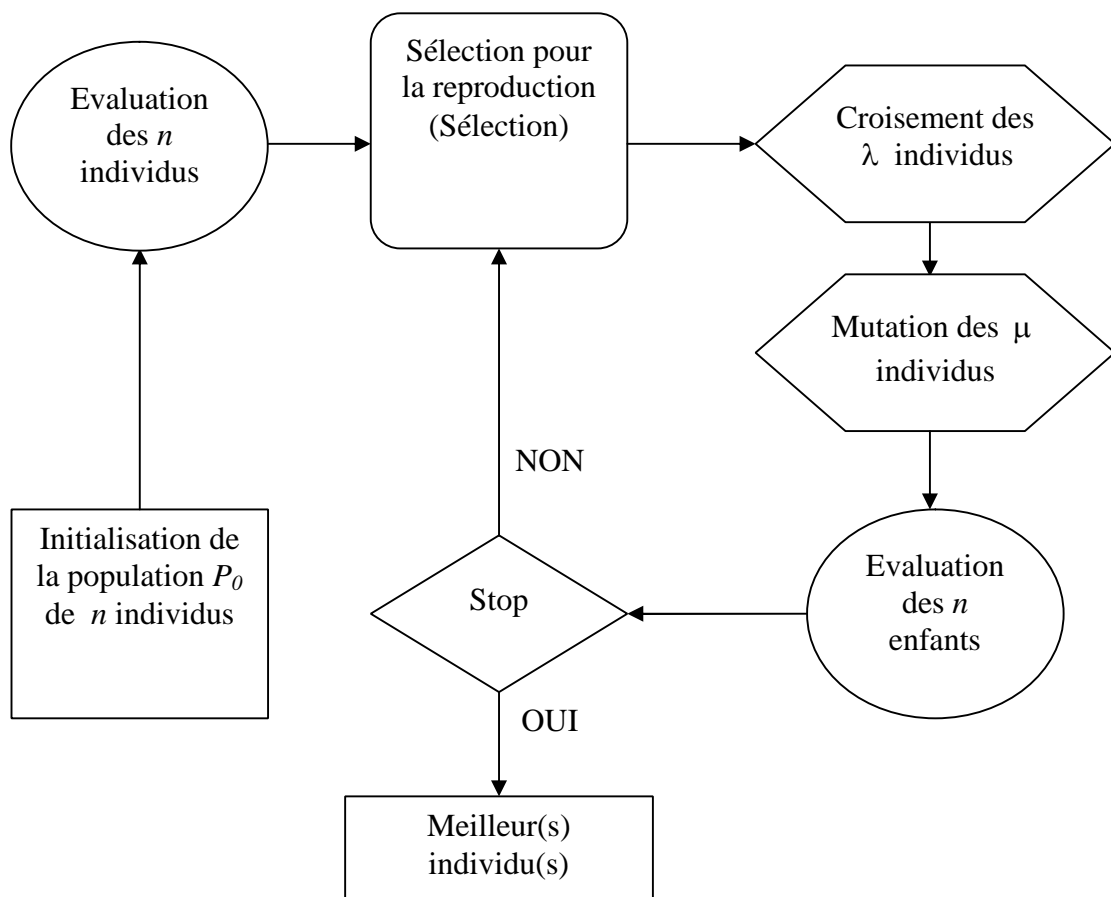 Evaluation
des n
individus
Sélection pour
la reproduction
(Sélection)
Croisement des
λ individus
Mutation des μ
individus
NON
Initialisation de
la population P0
de n individus
Stop
Evaluation
des n
enfants
OUI
Meilleur(s)
individu(s)